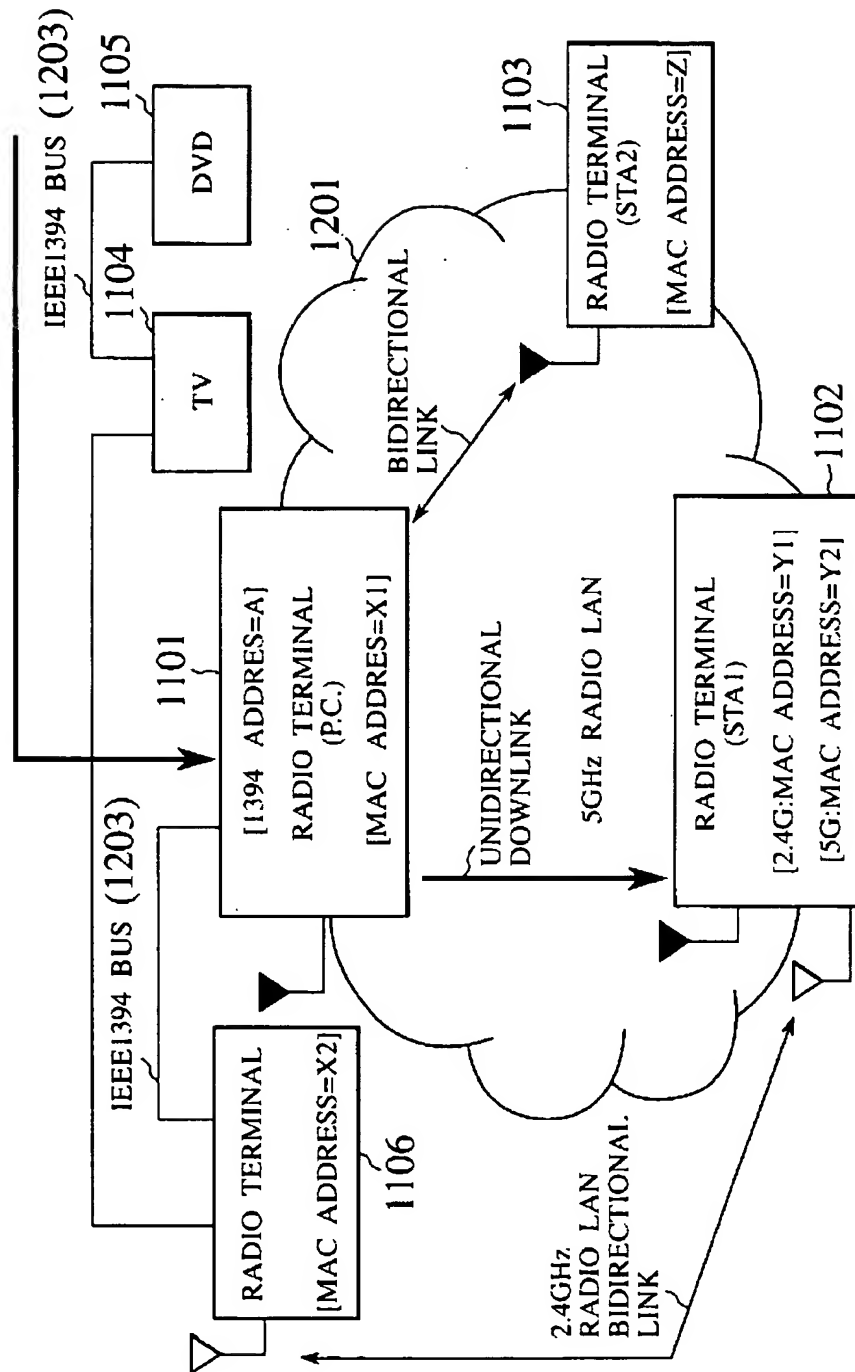 IEEE1394 BUS (1203)
1105
DVD
1104
TV
1103
RADIO TERMINAL
(STA2)
[MAC ADDRESS=Z]
1201
BIDIRECTIONAL
LINK
1101
[1394 ADDRES=A]
RADIO TERMINAL
(P.C.)
[MAC ADDRES=X1]
UNIDIRECTIONAL
DOWNLINK
5GHz RADIO LAN
1102
RADIO TERMINAL
(STA1)
[2.4G:MAC ADDRESS=Y1]
[5G:MAC ADDRESS=Y2]
IEEE1394 BUS (1203)
RADIO TERMINAL
[MAC ADDRESS=X2]
1106
2.4GHz
RADIO LAN
BIDIRECTIONAL
LINK